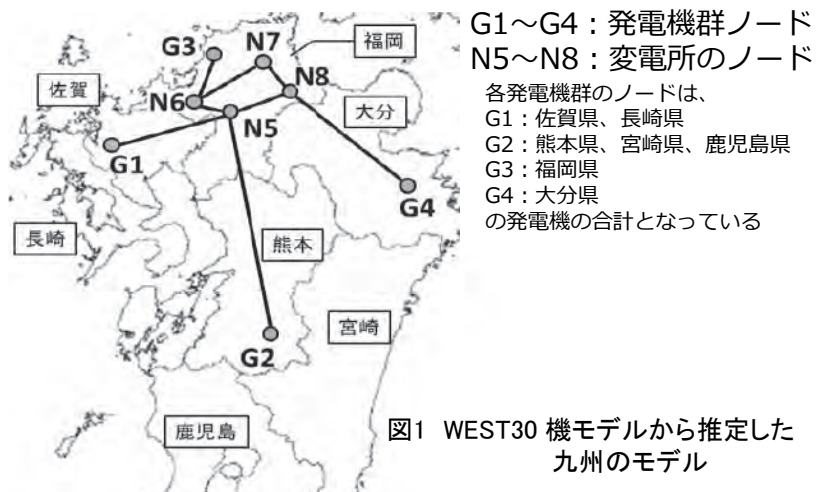 G1～G4：発電機群ノード
N5～N8：変電所のノード
各発電機群のノードは、
G1：佐賀県、長崎県
G2：熊本県、宮崎県、鹿児島県
G3：福岡県
G4：大分県
の発電機の合計となっている
G3
N7
福岡
佐賀
N6
N8
大分
N5
G1
G4
長崎
熊本
宮崎
G2
鹿児島
図1 WEST30 機モデルから推定した
九州のモデル